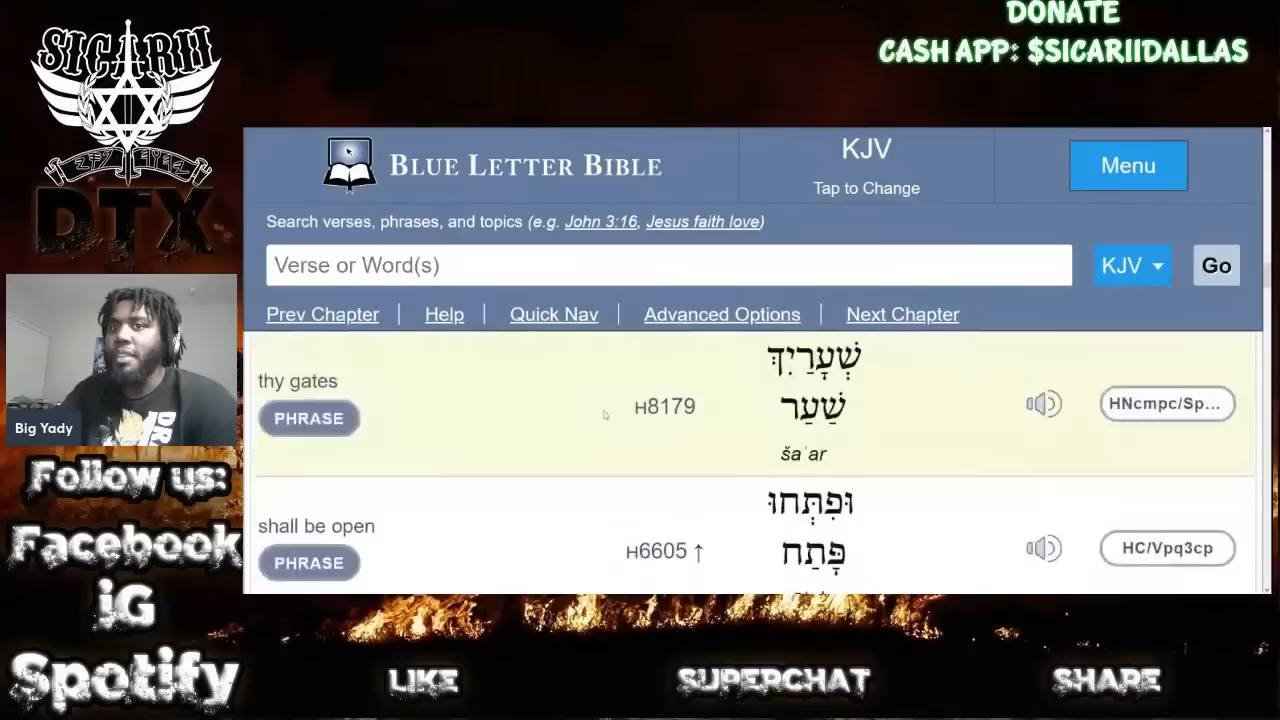 SICARII
DTX
DONATE
CASH APP: $SICARIIDALLAS
BLUE LETTER BIBLE
KJV
Tap to Change
Menu
Search verses, phrases, and topics (e.g. John 3:16, Jesus faith love)
Verse or Word(s)
KJV
Go
Prev Chapter | Help | Quick Nav | Advanced Options | Next Chapter
thy gates
PHRASE
H8179
שְׁעָרַיִךְ
שַׁעַר
šaʿar
HNcmpc/Sp...
shall be open
PHRASE
H6605 ↑
וּפִתְּחוּ
פָּתַח
HC/Vpq3cp
Big Yady
Follow us:
Facebook
iG
Spotify
LIKE
SUPERCHAT
SHARE